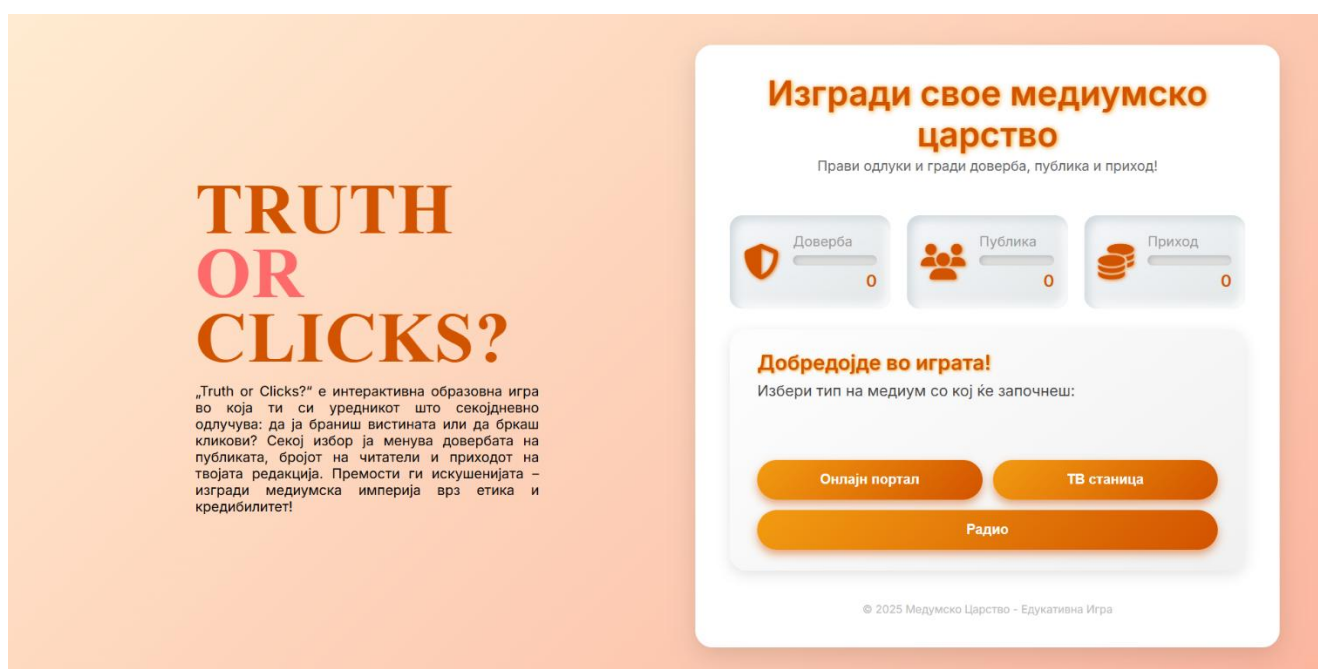 TRUTH
OR
CLICKS?
„Truth or Clicks?“ е интерактивна образовна игра
во која ти си уредникот што секојдневно
одлучува: да ја браниш вистината или да бркаш
кликови? Секој избор ја менува довербата на
публиката, бројот на читатели и приходот на
твојата редакција. Премости ги искушенијата –
изгради медиумска империја врз етика и
кредибилитет!
Изгради свое медиумско
царство
Прави одлуки и гради доверба, публика и приход!
Доверба
0
Публика
0
Приход
0
Добредојде во играта!
Избери тип на медиум со кој ќе започнеш:
Онлајн портал
ТВ станица
Радио
© 2025 Медумско Царство - Едукативна Игра